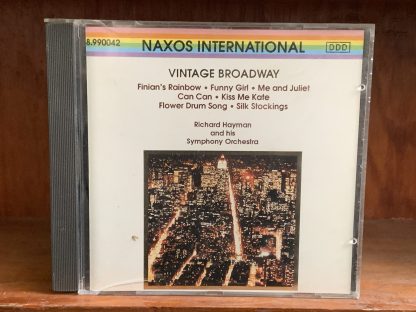 8.990042
NAXOS INTERNATIONAL
DDD
VINTAGE BROADWAY
Finian's Rainbow • Funny Girl • Me and Juliet
Can Can • Kiss Me Kate
Flower Drum Song • Silk Stockings
Richard Hayman
and his
Symphony Orchestra